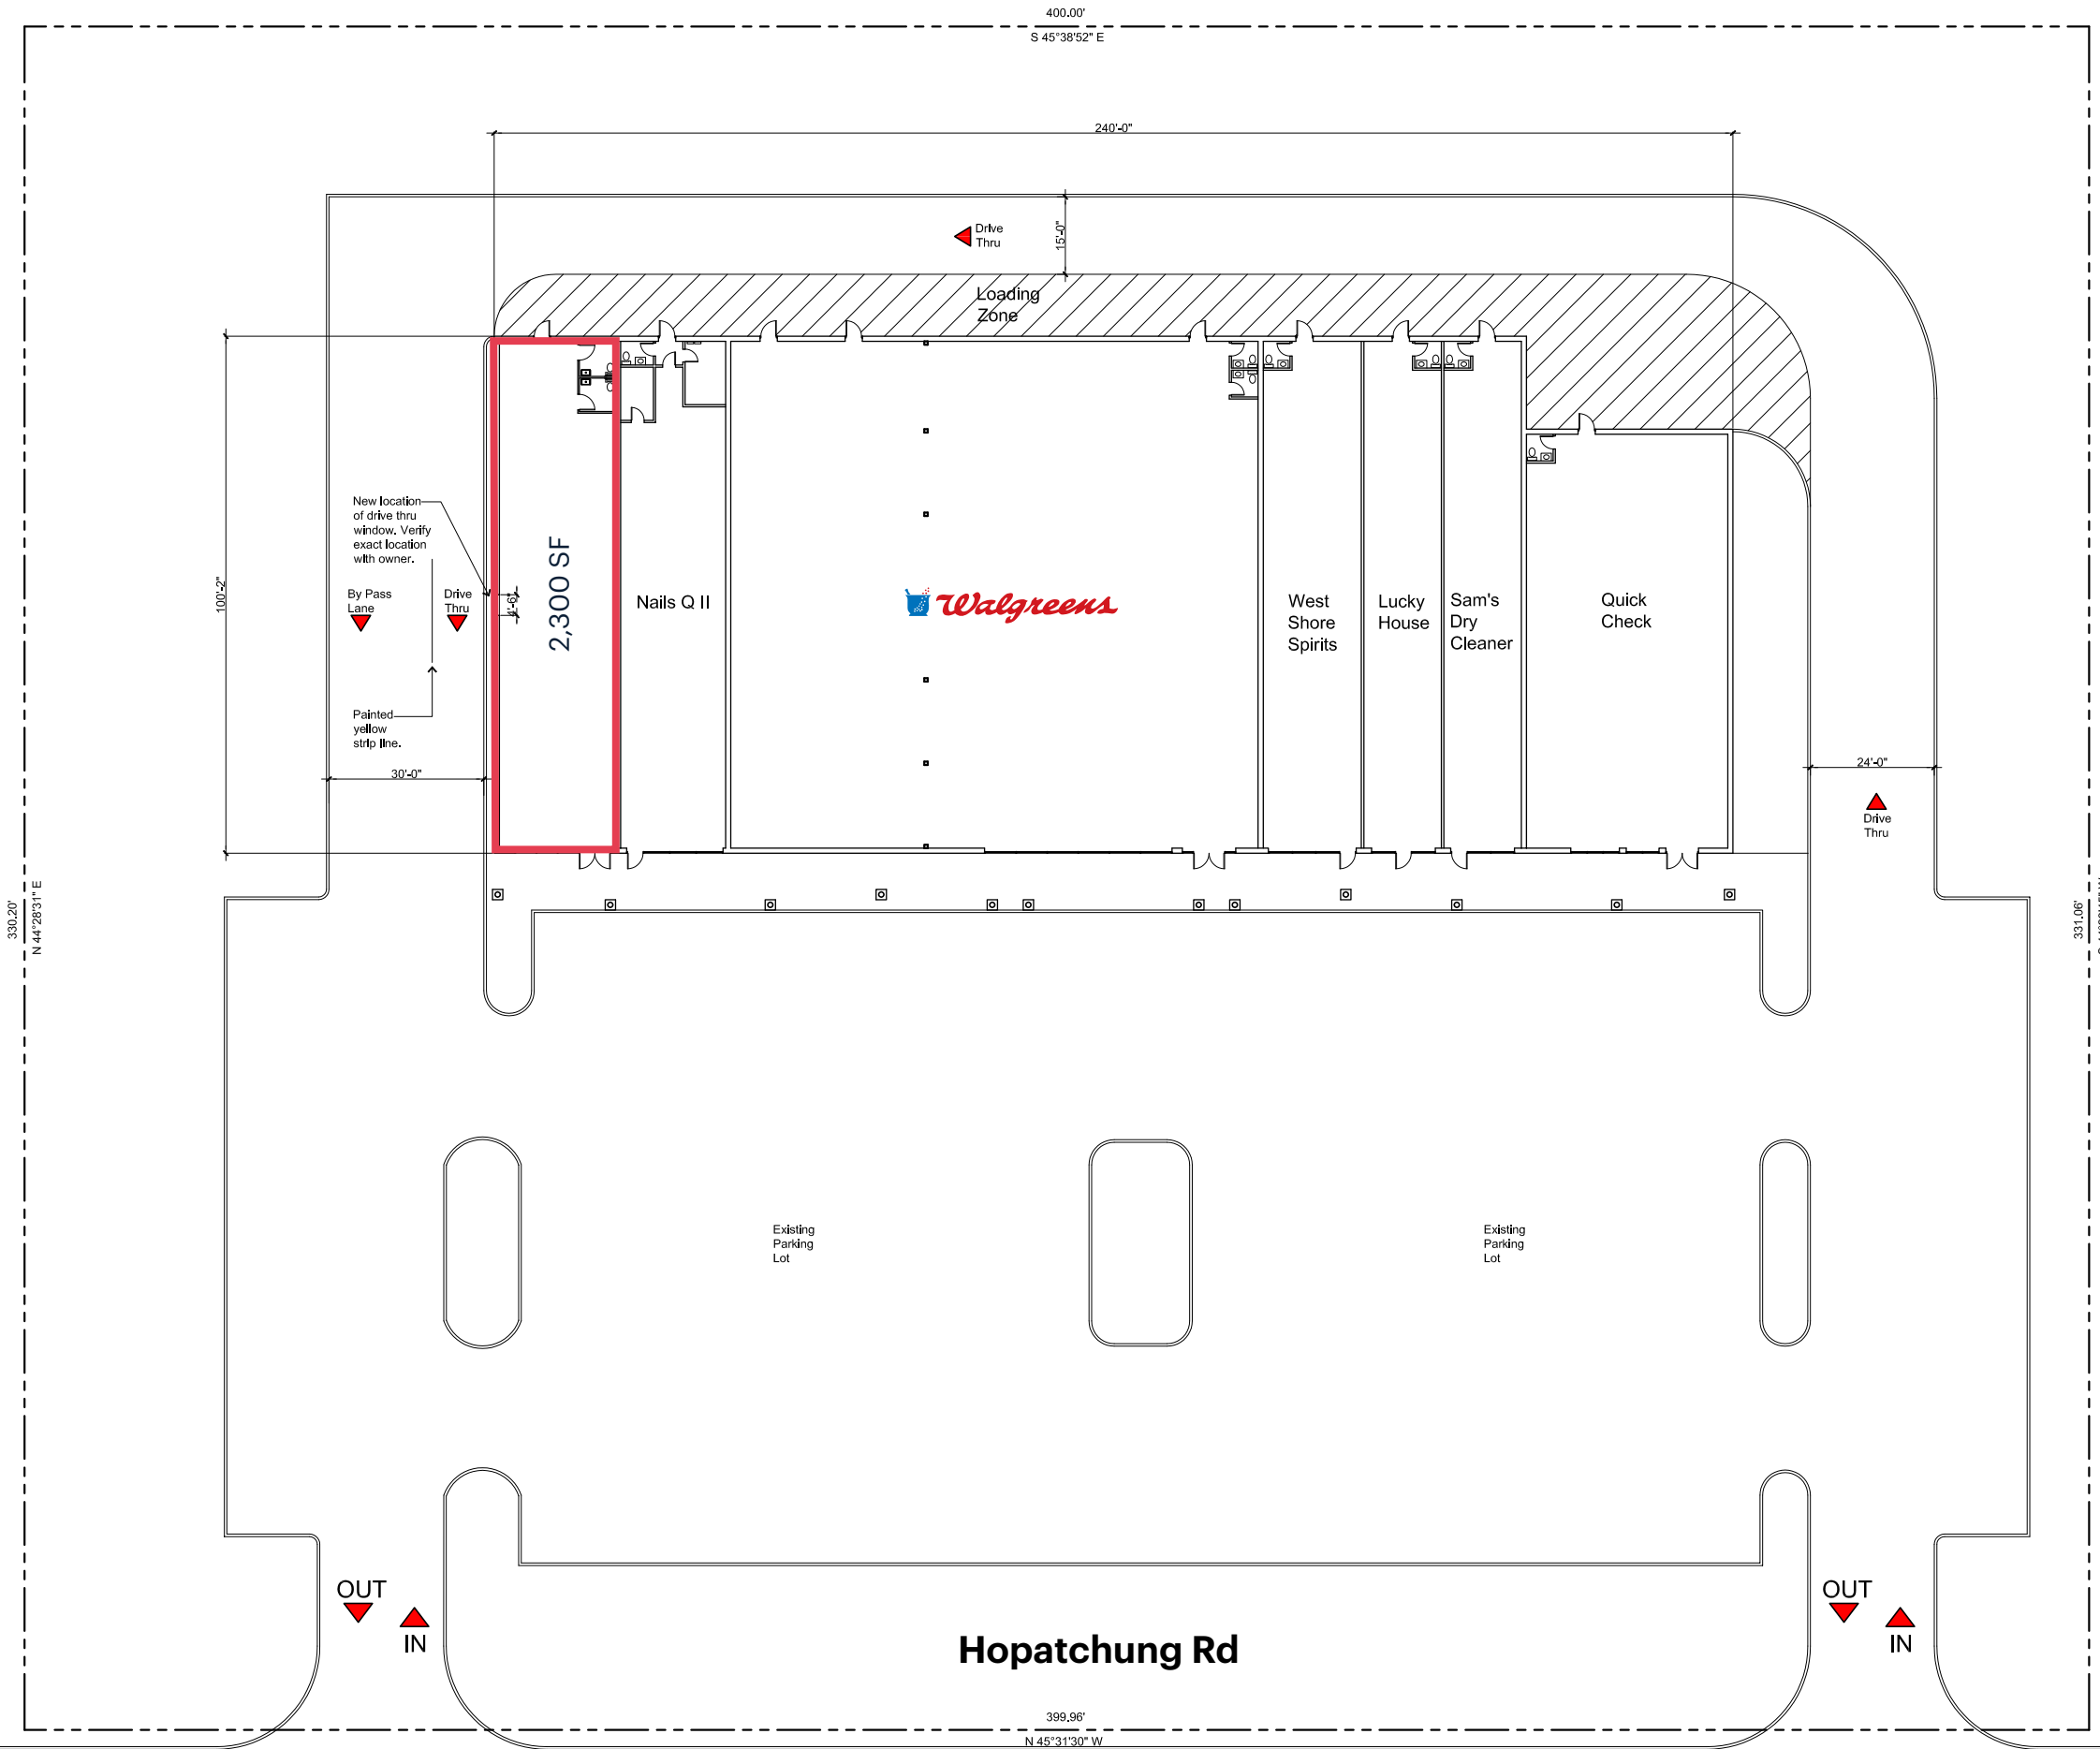 400.00'
S 45°38'52" E
240'-0"
Drive
Thru
15'-0"
Loading
Zone
New location
of drive thru
window. Verify
exact location
with owner.
100'-2"
By Pass
Lane
Drive
Thru
4'-6"
2,300 SF
Nails Q II
Walgreens
West
Shore
Spirits
Lucky
House
Sam's
Dry
Cleaner
Quick
Check
Painted
yellow
strip line.
30'-0"
24'-0"
Drive
Thru
330.20'
N 44°28'31" E
331.06'
Existing
Parking
Lot
Existing
Parking
Lot
OUT
IN
OUT
IN
Hopatchung Rd
399.96'
N 45°31'30" W